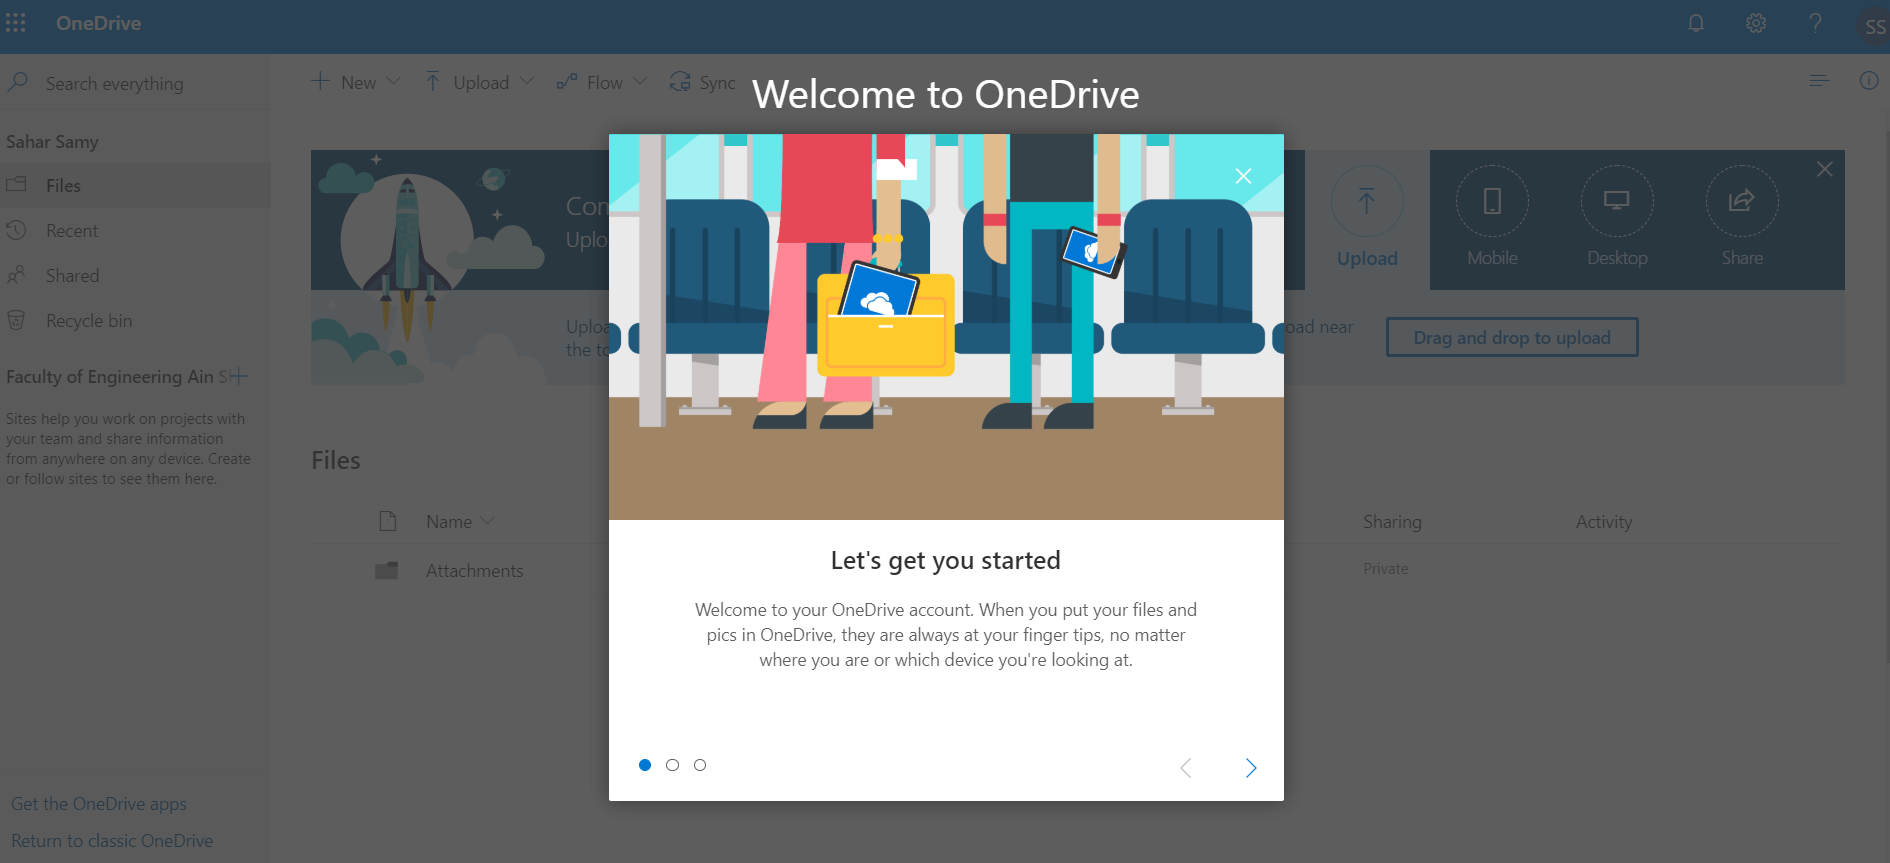 OneDrive
?
SS
Search everything
New
Upload
Flow
Sync
Welcome to OneDrive
Sahar Samy
Files
Recent
Shared
Recycle bin
Faculty of Engineering Ain
Sites help you work on projects with
your team and share information
from anywhere on any device. Create
or follow sites to see them here.
Get the OneDrive apps
Return to classic OneDrive
Upload
Mobile
Desktop
Share
the
near
Drag and drop to upload
Files
Name
Sharing
Activity
Attachments
Private
Let's get you started
Welcome to your OneDrive account. When you put your files and
pics in OneDrive, they are always at your finger tips, no matter
where you are or which device you're looking at.